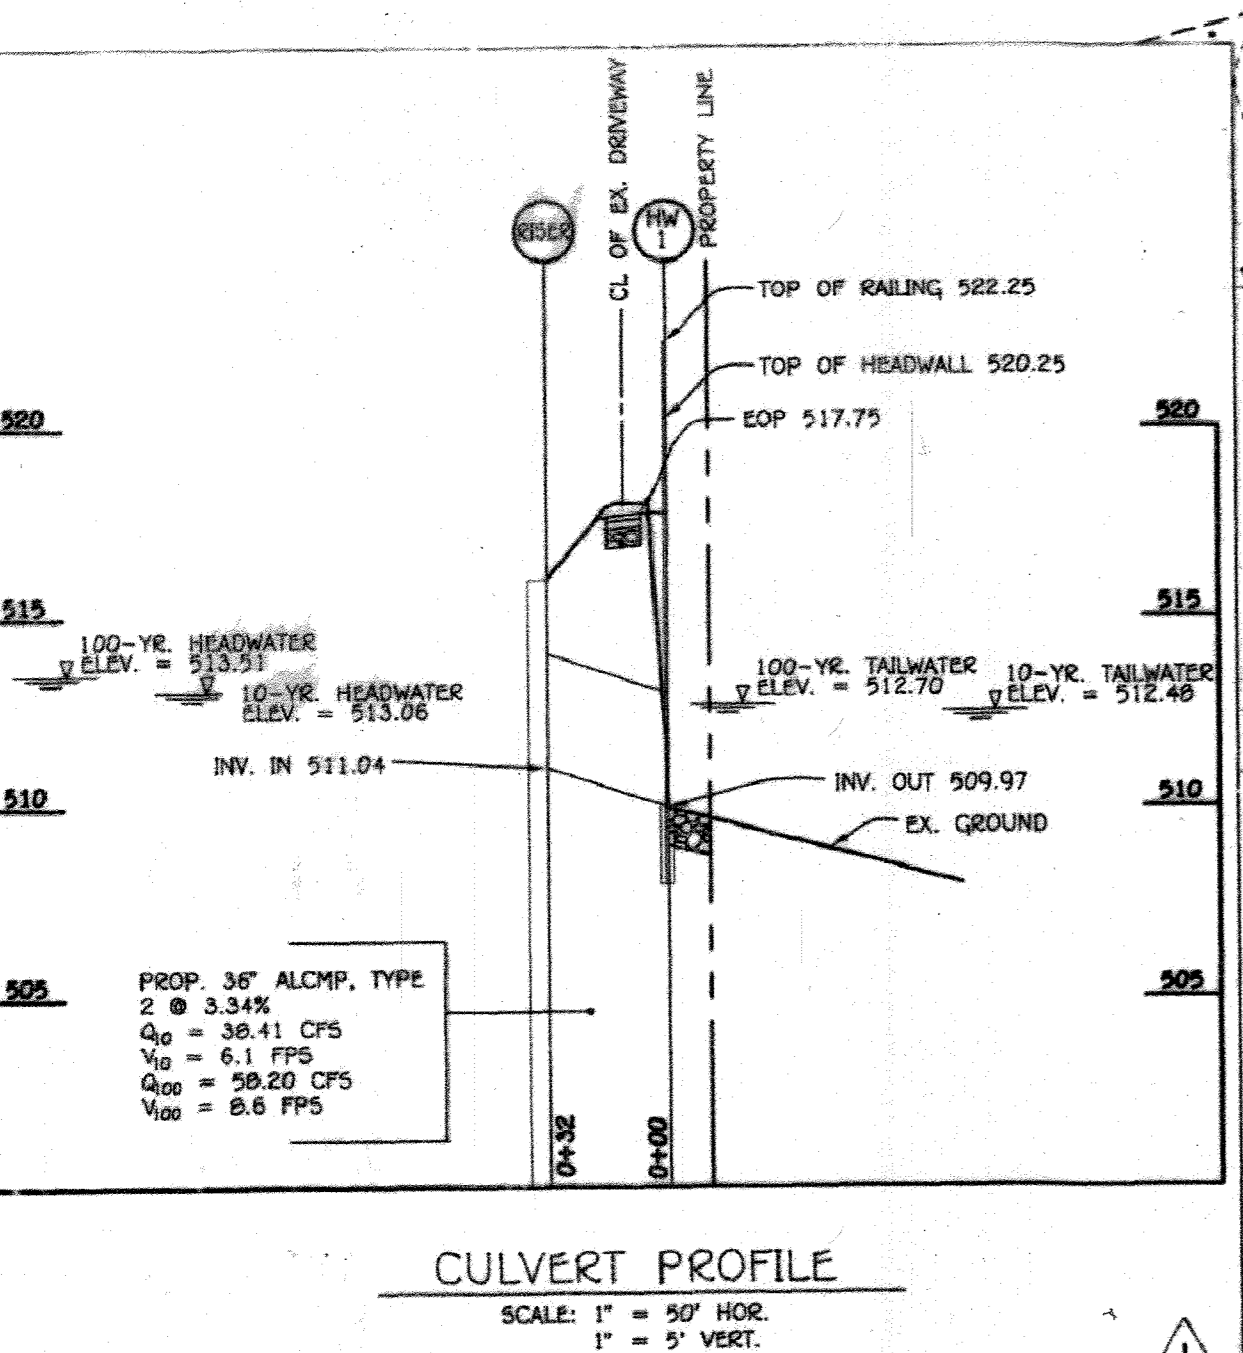 CL OF EX. DRIVEWAY
PROPERTY LINE
RISER
HW
1
TOP OF RAILING 522.25
TOP OF HEADWALL 520.25
EOP 517.75
520
520
515
515
100-YR. HEADWATER
ELEV. = 513.51
10-YR. HEADWATER
ELEV. = 513.06
100-YR. TAILWATER
ELEV. = 512.70
10-YR. TAILWATER
ELEV. = 512.48
INV. IN 511.04
INV. OUT 509.97
510
510
EX. GROUND
505
505
PROP. 36" ALCMP, TYPE
2 @ 3.34%
Q10 = 38.41 CFS
V10 = 6.1 FPS
Q100 = 58.20 CFS
V100 = 8.6 FPS
0+32
0+00
CULVERT PROFILE
SCALE: 1" = 50' HOR.
1" = 5' VERT.